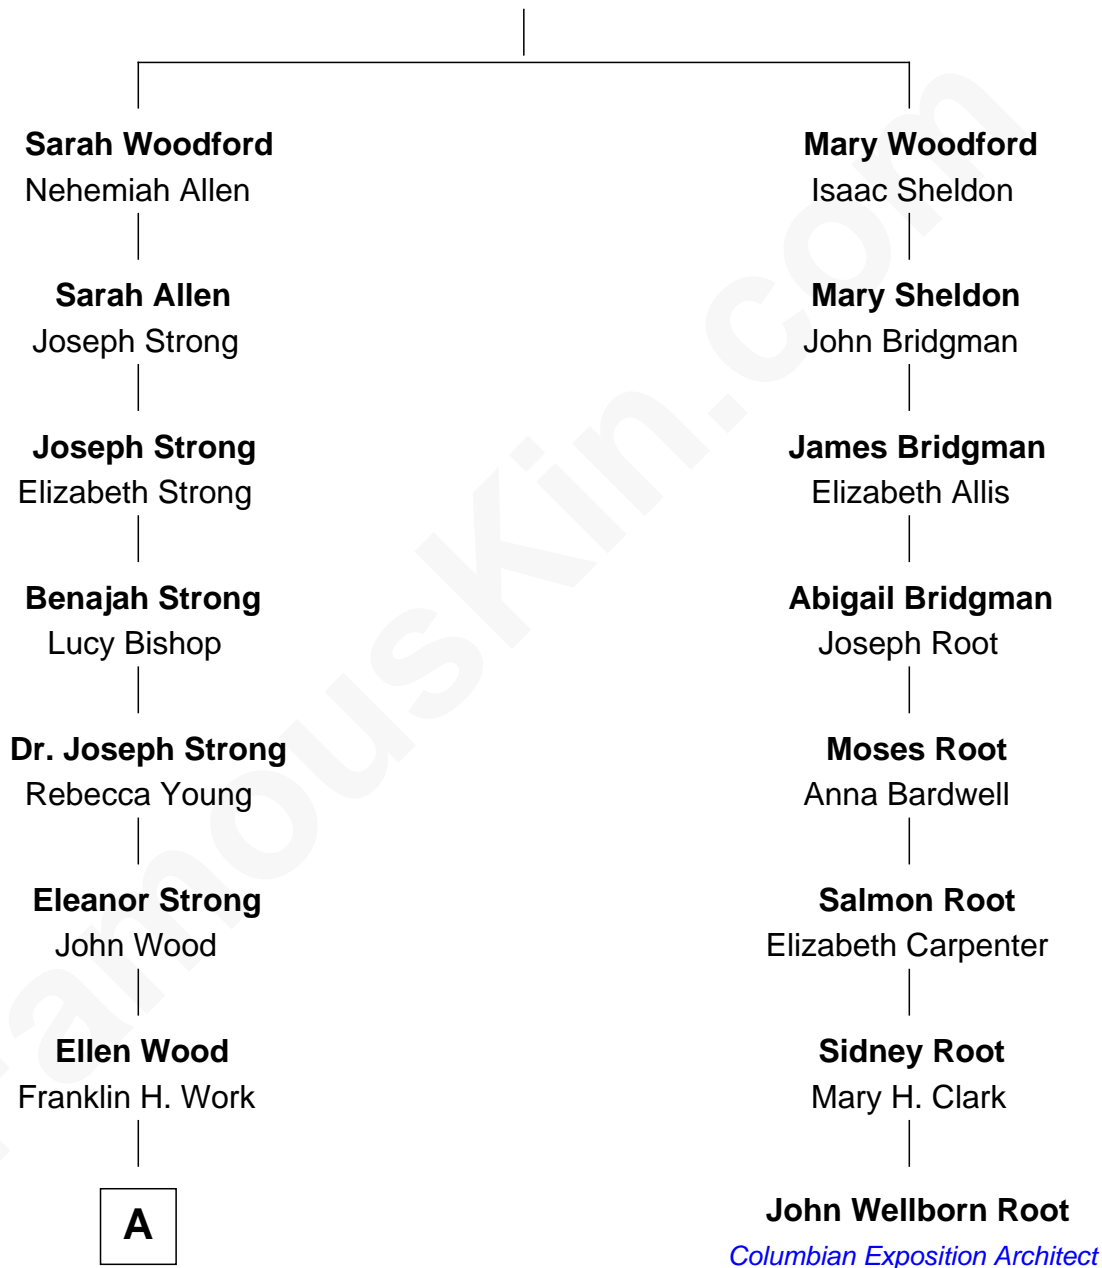 Sarah Woodford
Nehemiah Allen
Mary Woodford
Isaac Sheldon
Sarah Allen
Joseph Strong
Mary Sheldon
John Bridgman
Joseph Strong
Elizabeth Strong
James Bridgman
Elizabeth Allis
Benajah Strong
Lucy Bishop
Abigail Bridgman
Joseph Root
Dr. Joseph Strong
Rebecca Young
Moses Root
Anna Bardwell
Eleanor Strong
John Wood
Salmon Root
Elizabeth Carpenter
Ellen Wood
Franklin H. Work
Sidney Root
Mary H. Clark
A
John Wellborn Root
Columbian Exposition Architect
FamousKin.com